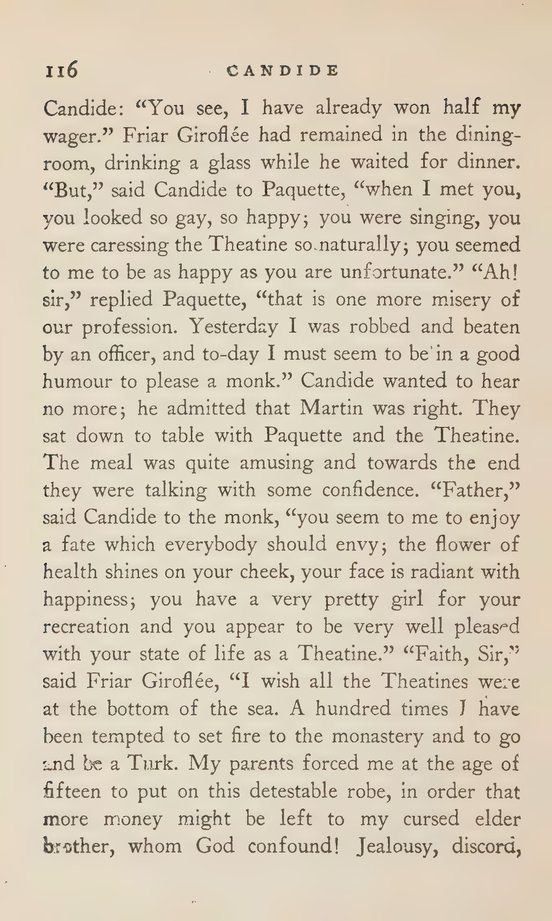 116 CANDIDE
Candide: “You see, I have already won half my
wager.” Friar Giroflée had remained in the dining-
room, drinking a glass while he waited for dinner.
“But,” said Candide to Paquette, “when I met you,
you looked so gay, so happy; you were singing, you
were caressing the Theatine so naturally; you seemed
to me to be as happy as you are unfortunate.” “Ah!
sir,” replied Paquette, “that is one more misery of
our profession. Yesterday I was robbed and beaten
by an officer, and to-day I must seem to be in a good
humour to please a monk.” Candide wanted to hear
no more; he admitted that Martin was right. They
sat down to table with Paquette and the Theatine.
The meal was quite amusing and towards the end
they were talking with some confidence. “Father,”
said Candide to the monk, “you seem to me to enjoy
a fate which everybody should envy; the flower of
health shines on your cheek, your face is radiant with
happiness; you have a very pretty girl for your
recreation and you appear to be very well pleased
with your state of life as a Theatine.” “Faith, Sir,”
said Friar Giroflée, “I wish all the Theatines were
at the bottom of the sea. A hundred times I have
been tempted to set fire to the monastery and to go
and be a Turk. My parents forced me at the age of
fifteen to put on this detestable robe, in order that
more money might be left to my cursed elder
brother, whom God confound! Jealousy, discord,